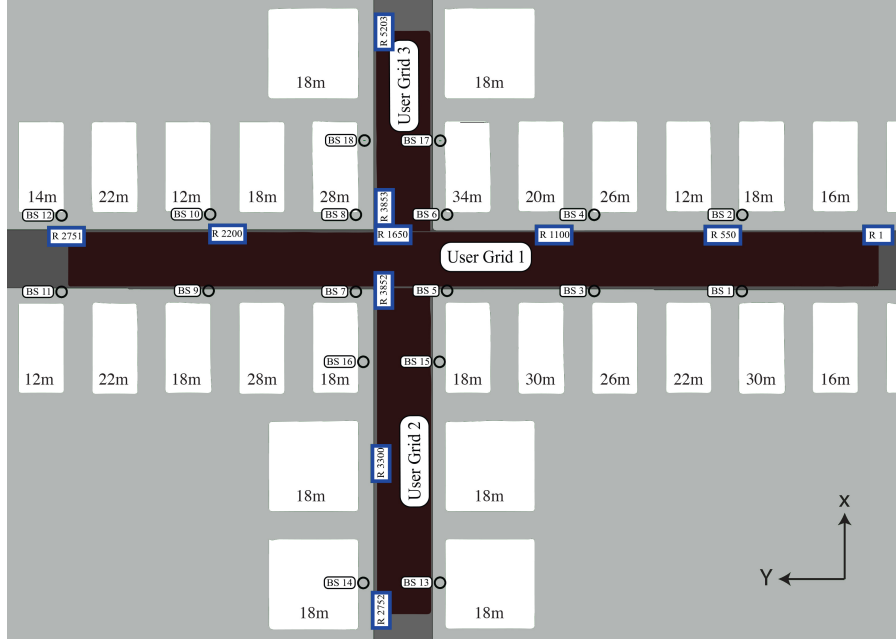 R 5203
User Grid 3
18m
18m
BS 18
BS 17
14m
22m
12m
18m
28m
34m
20m
26m
12m
18m
16m
R 3853
BS 12
BS 10
BS 8
BS 6
BS 4
BS 2
R 2751
R 2200
R 1650
R 1100
R 550
R 1
User Grid 1
R 3852
BS 11
BS 9
BS 7
BS 5
BS 3
BS 1
BS 16
BS 15
12m
22m
18m
28m
18m
18m
30m
26m
22m
30m
16m
User Grid 2
R 3300
18m
18m
X
Y
BS 14
BS 13
R 2752
18m
18m